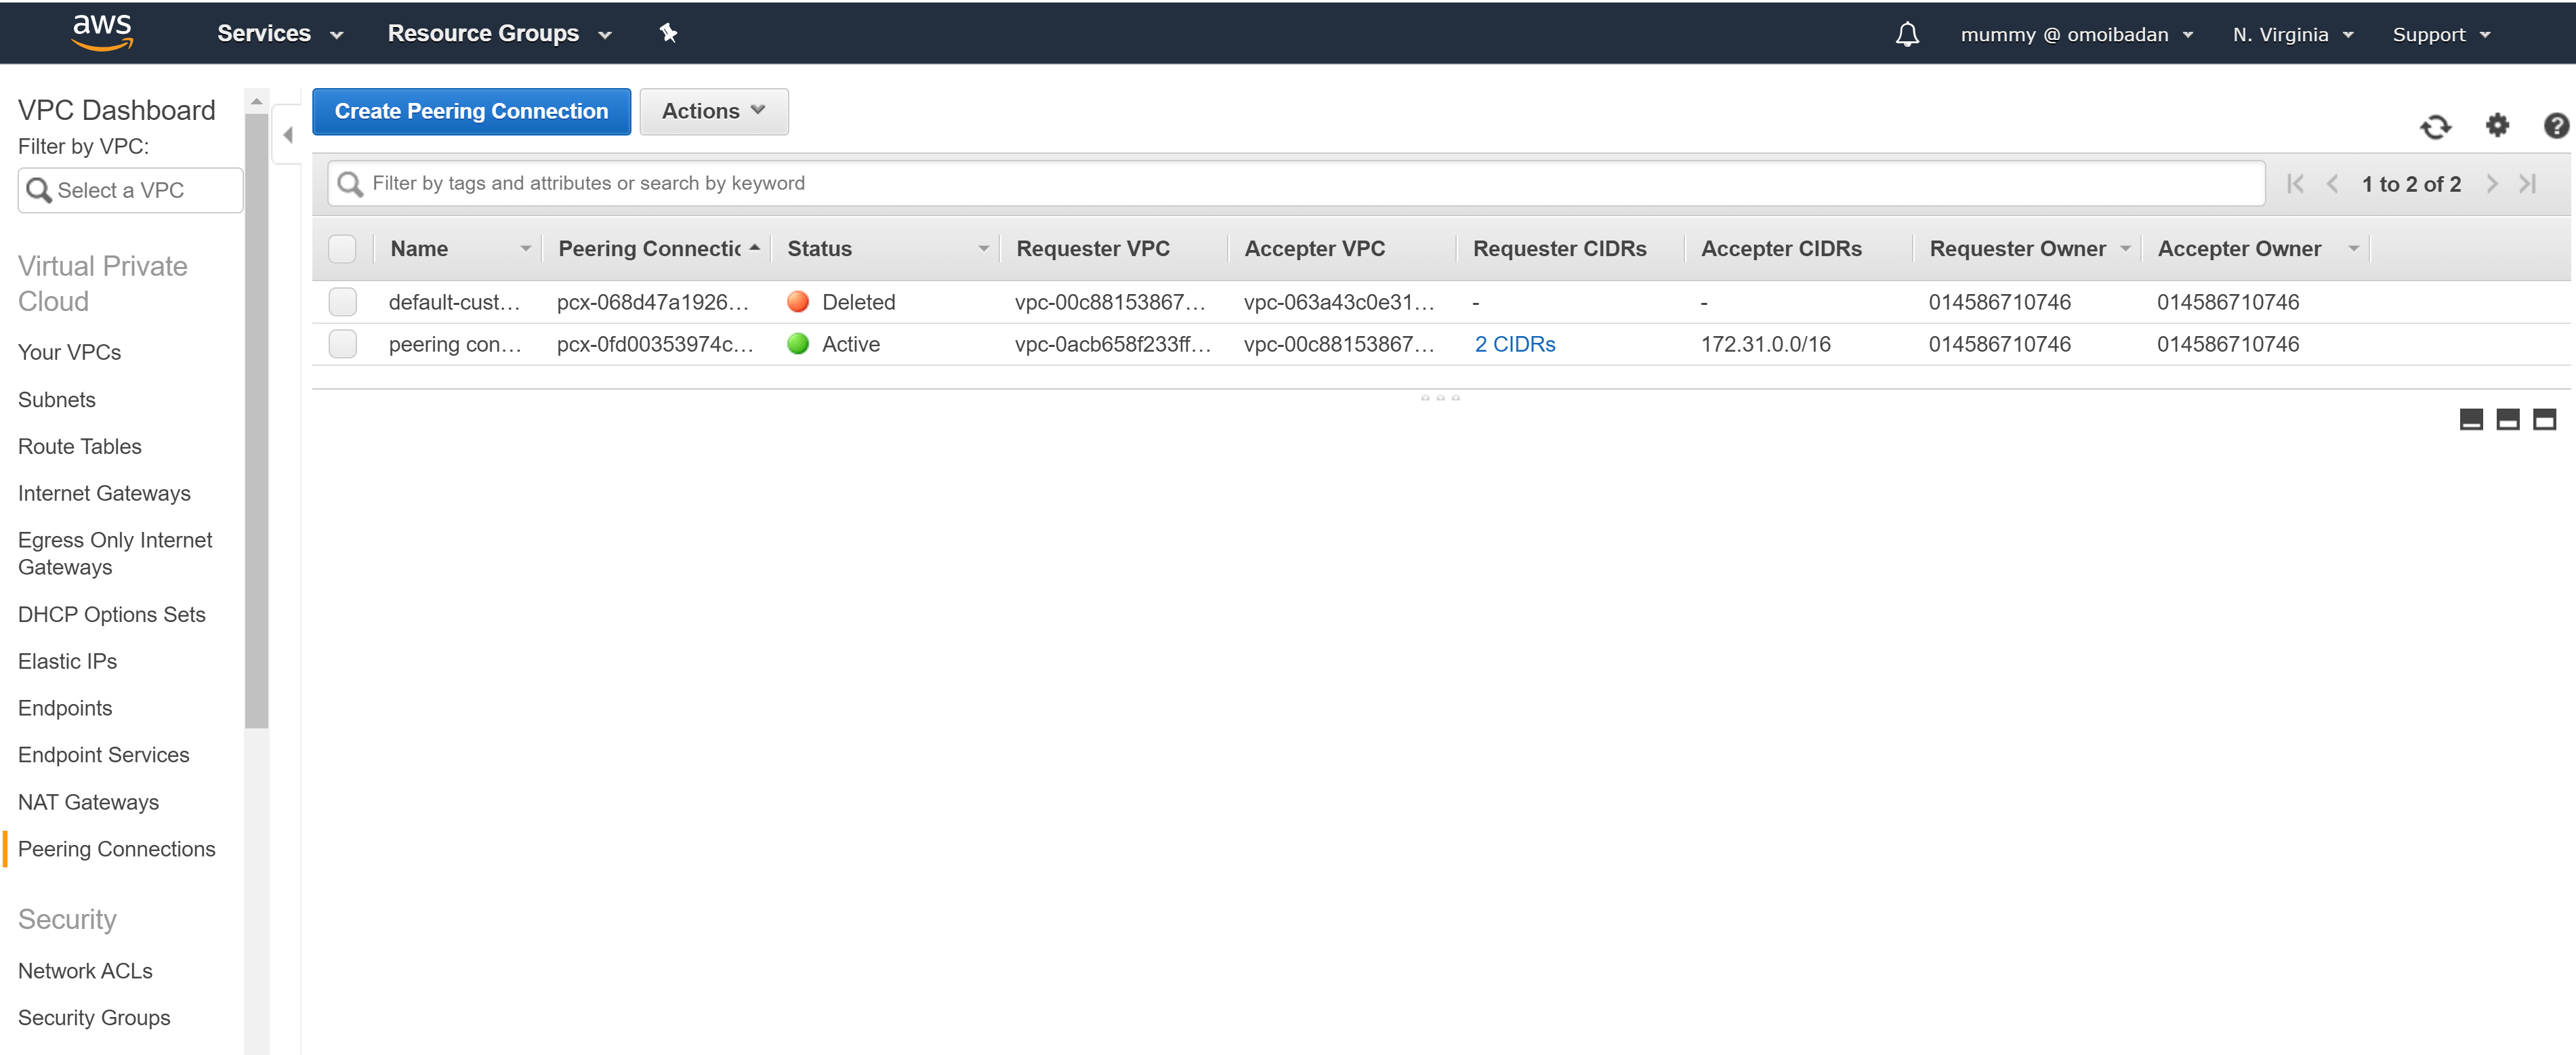 aws Services Resource Groups mummy @ omoibadan N. Virginia Support
VPC Dashboard
Filter by VPC:
Select a VPC
Virtual Private
Cloud
Your VPCs
Subnets
Route Tables
Internet Gateways
Egress Only Internet
Gateways
DHCP Options Sets
Elastic IPs
Endpoints
Endpoint Services
NAT Gateways
Peering Connections
Security
Network ACLs
Security Groups
Create Peering Connection Actions
Filter by tags and attributes or search by keyword 1 to 2 of 2
Name Peering Connectic Status Requester VPC Accepter VPC Requester CIDRs Accepter CIDRs Requester Owner Accepter Owner
default-cust... pcx-068d47a1926... Deleted vpc-00c88153867... vpc-063a43c0e31... - - 014586710746 014586710746
peering con... pcx-0fd00353974c... Active vpc-0acb658f233ff... vpc-00c88153867... 2 CIDRs 172.31.0.0/16 014586710746 014586710746